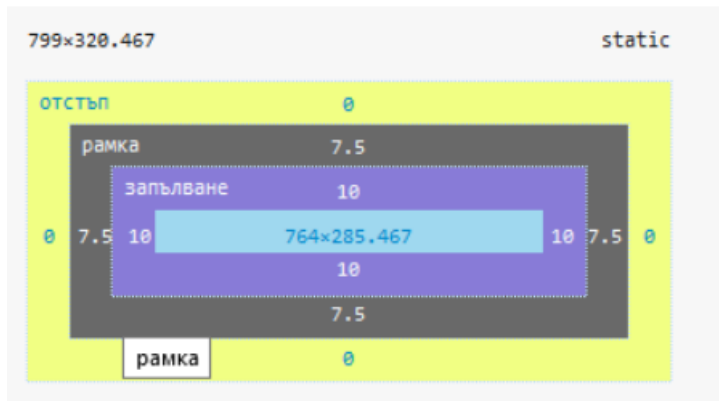 799×320.467 static
отстъп 0
рамка 7.5
запълване 10
0 7.5 10 764×285.467 10 7.5 0
10
7.5
рамка 0